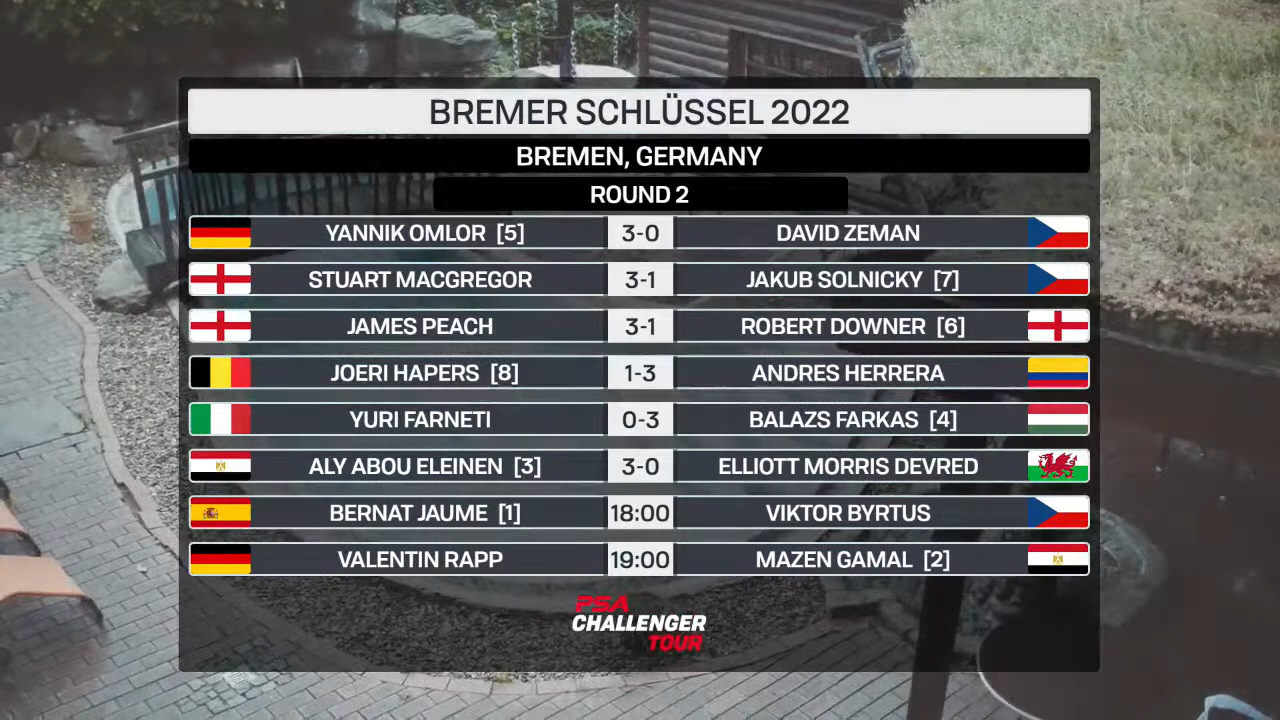 BREMER SCHLÜSSEL 2022
BREMEN, GERMANY
ROUND 2
YANNIK OMLOR [5] 3-0 DAVID ZEMAN
STUART MACGREGOR 3-1 JAKUB SOLNICKY [7]
JAMES PEACH 3-1 ROBERT DOWNER [6]
JOERI HAPERS [8] 1-3 ANDRES HERRERA
YURI FARNETI 0-3 BALAZS FARKAS [4]
ALY ABOU ELEINEN [3] 3-0 ELLIOTT MORRIS DEVRED
BERNAT JAUME [1] 18:00 VIKTOR BYRTUS
VALENTIN RAPP 19:00 MAZEN GAMAL [2]
PSA
CHALLENGER
TOUR